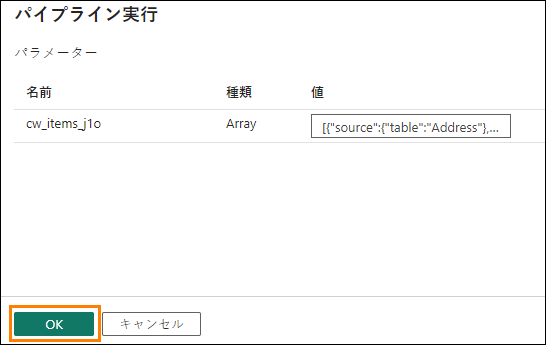 パイプライン実行
パラメーター
名前 種類 値
cw_items_j1o Array [{"source":{"table":"Address"},...
OK キャンセル